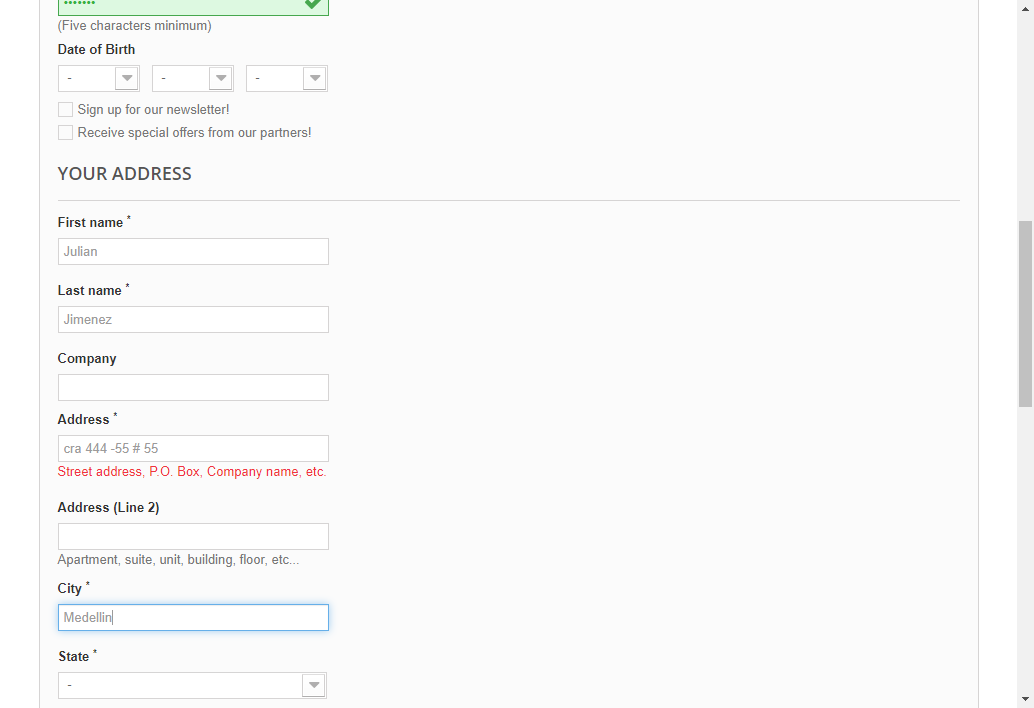 •••••••
(Five characters minimum)
Date of Birth
- - -
Sign up for our newsletter!
Receive special offers from our partners!
YOUR ADDRESS
First name *
Julian
Last name *
Jimenez
Company
Address *
cra 444 -55 # 55
Street address, P.O. Box, Company name, etc.
Address (Line 2)
Apartment, suite, unit, building, floor, etc...
City *
Medellin
State *
-